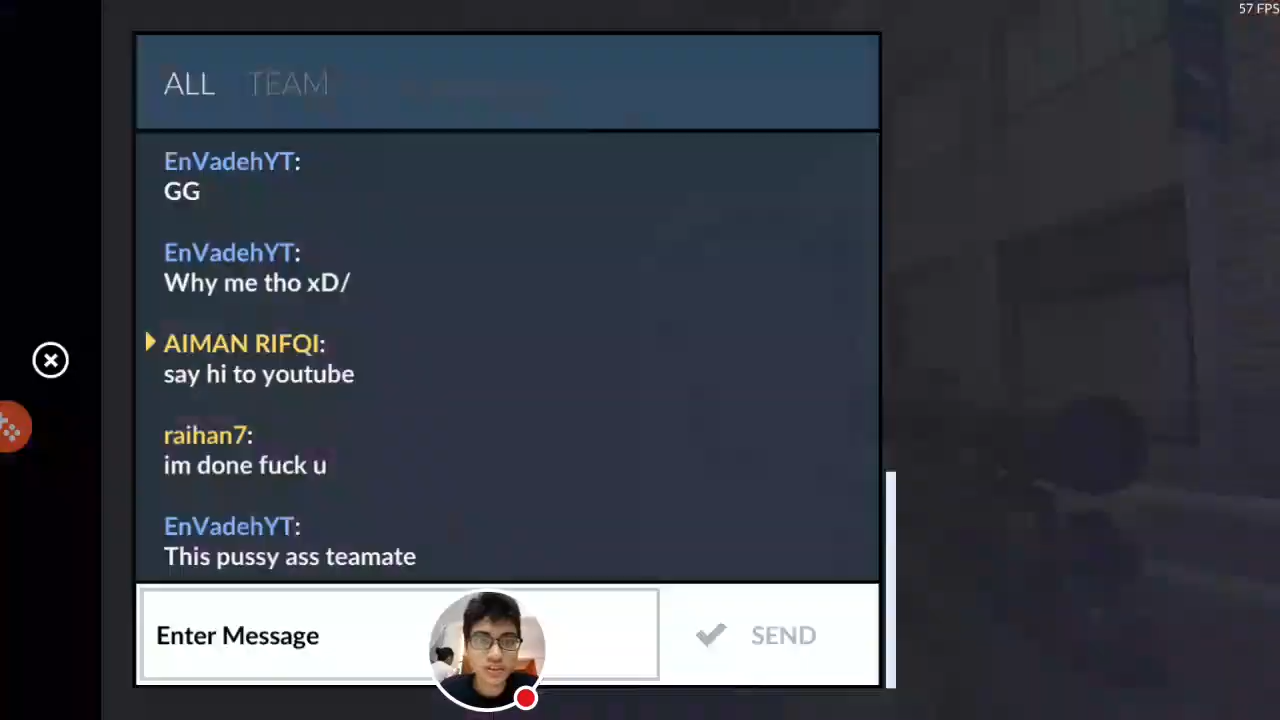 57 FPS
ALL TEAM
EnVadehYT:
GG
EnVadehYT:
Why me tho xD/
AIMAN RIFQI:
say hi to youtube
raihan7:
im done fuck u
EnVadehYT:
This pussy ass teamate
Enter Message
SEND